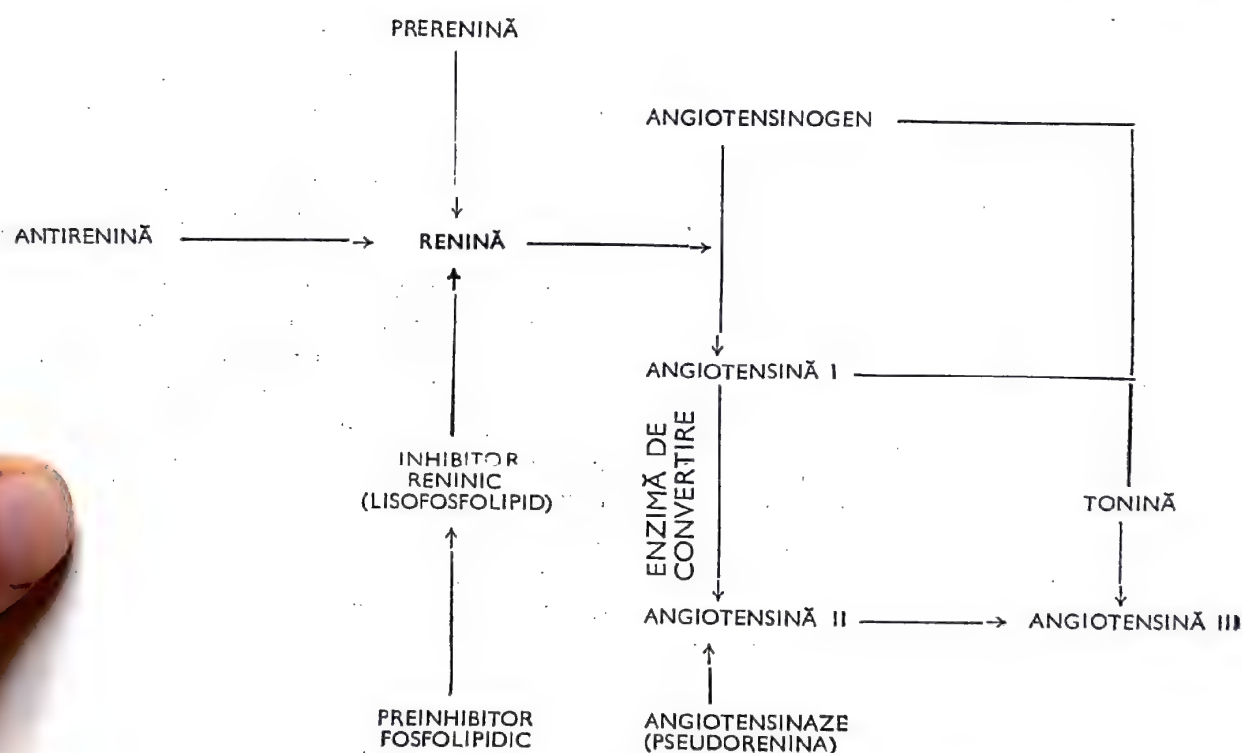 PRERENINĂ
ANGIOTENSINOGEN
ANTIRENINĂ
RENINĂ
ANGIOTENSINĂ I
ENZIMĂ DE
CONVERTIRE
INHIBITOR
RENINIC
(LISOFOSFOLIPID)
TONINĂ
ANGIOTENSINĂ II
ANGIOTENSINĂ III
PREINHIBITOR
FOSFOLIPIDIC
ANGIOTENSINAZE
(PSEUDORENINA)